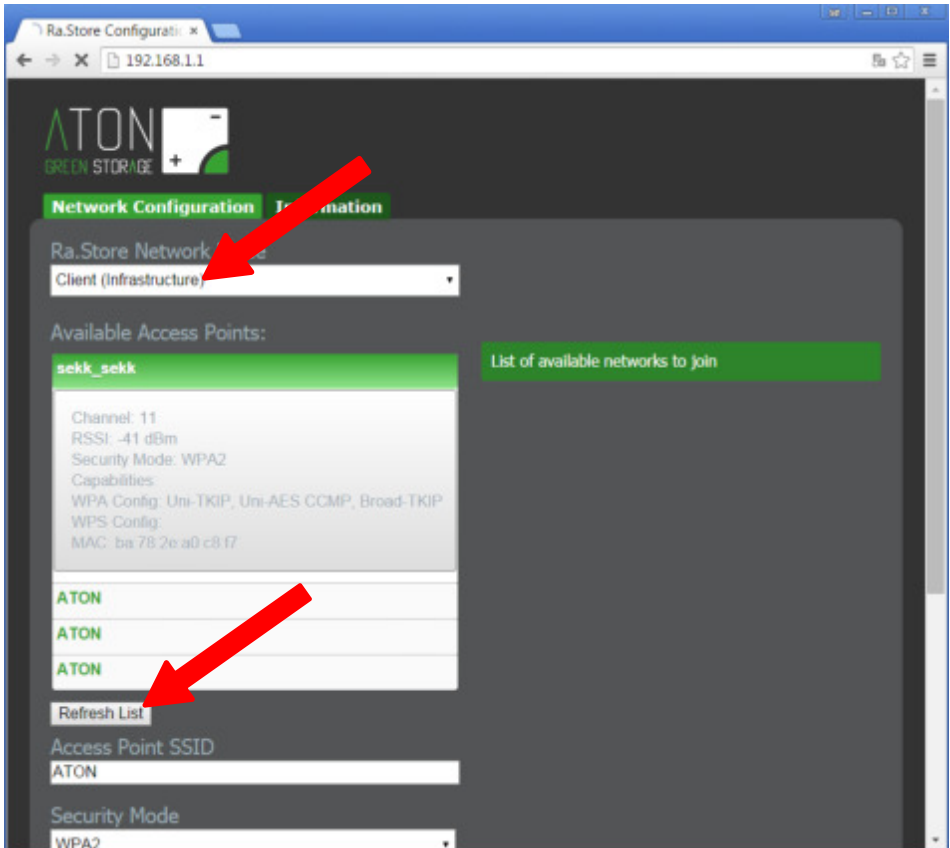 Ra.Store Configuratio
192.168.1.1
ATON
GREEN STORAGE
Network Configuration
Ra.Store Network
Client (Infrastructure)
Available Access Points:
sekk_sekk
List of available networks to join
Channel: 11
RSSI: -41 dBm
Security Mode: WPA2
Capabilities:
WPA Config: Uni-TKIP, Uni-AES CCMP, Broad-TKIP
WPS Config:
MAC: ba:78:2e:a0:c8:f7
ATON
ATON
ATON
Refresh List
Access Point SSID
ATON
Security Mode
WPA2